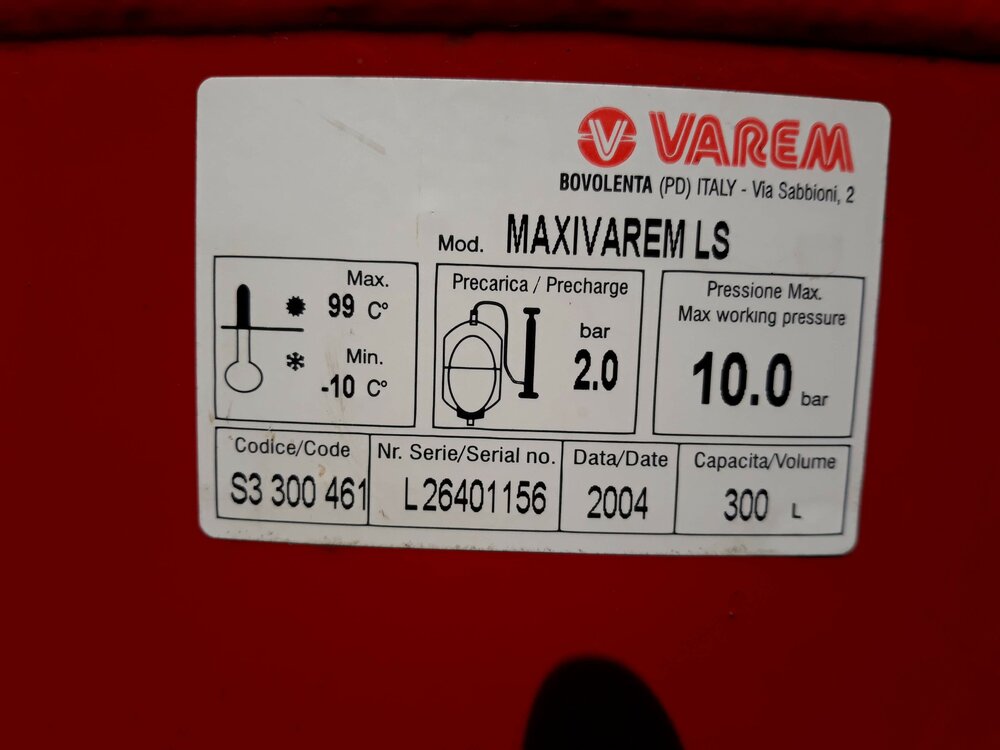 V VAREM
BOVOLENTA (PD) ITALY - Via Sabbioni, 2
Mod. MAXIVAREM LS
Max.
99 C°
Min.
-10 C°
Precarica / Precharge
bar
2.0
Pressione Max.
Max working pressure
10.0 bar
Codice/Code
S3 300 461
Nr. Serie/Serial no.
L26401156
Data/Date
2004
Capacita/Volume
300 L